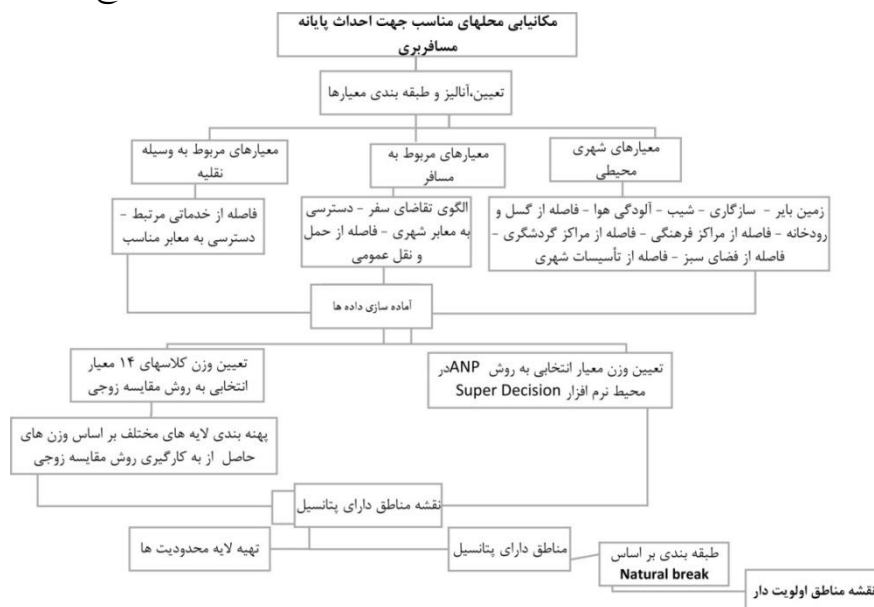 مکانیابی محلهای مناسب جهت احداث پایانه
مسافربری
تعیین،آنالیز و طبقه بندی معیارها
معیارهای شهری
محیطی
معیارهای مربوط به
مسافر
معیارهای مربوط به وسیله
نقلیه
زمین بایر - سازگاری - شیب - آلودگی هوا - فاصله از گسل و
رودخانه - فاصله از مراکز فرهنگی - فاصله از مراکز گردشگری -
فاصله از فضای سبز - فاصله از تأسیسات شهری
الگوی تقاضای سفر - دسترسی
به معابر شهری - فاصله از حمل
و نقل عمومی
فاصله از خدماتی مرتبط -
دسترسی به معابر مناسب
آماده سازی داده ها
تعیین وزن معیار انتخابی به روش ANPدر
محیط نرم افزار Super Decision
تعیین وزن کلاسهای ۱۴ معیار
انتخابی به روش مقایسه زوجی
پهنه بندی لایه های مختلف بر اساس وزن های
حاصل از به کارگیری روش مقایسه زوجی
نقشه مناطق دارای پتانسیل
مناطق دارای پتانسیل
تهیه لایه محدودیت ها
طبقه بندی بر اساس
Natural break
نقشه مناطق اولویت دار